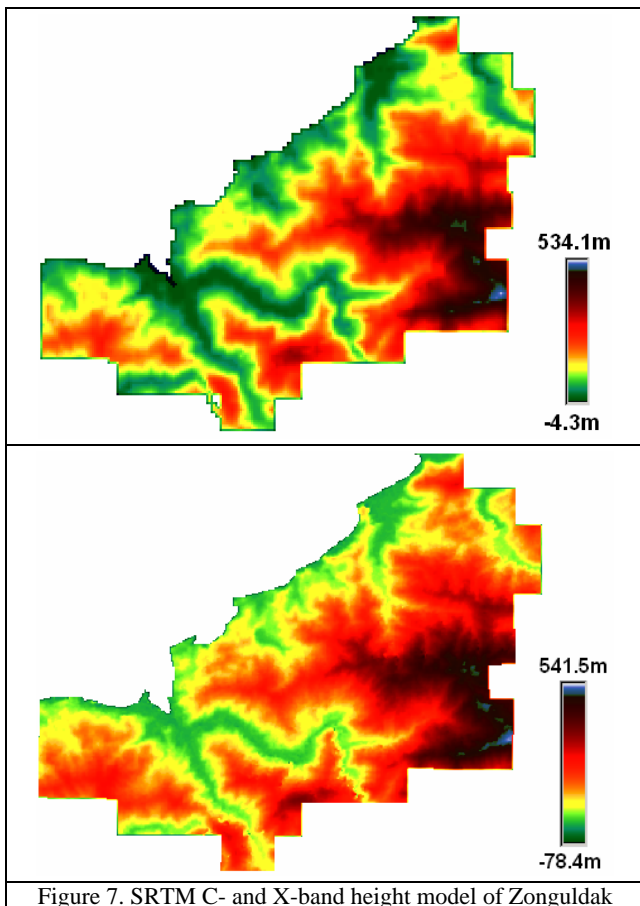 534.1m
-4.3m
541.5m
-78.4m
Figure 7. SRTM C- and X-band height model of Zonguldak